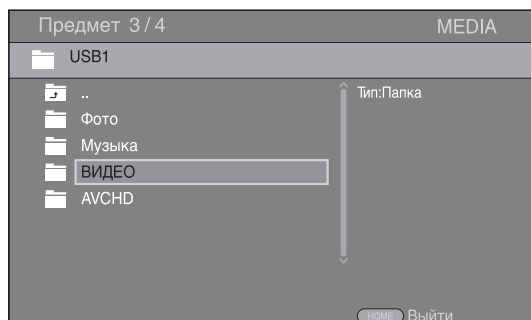 Предмет 3 / 4 MEDIA
USB1
.. Тип:Папка
Фото
Музыка
ВИДЕО
AVCHD
HOME Выйти